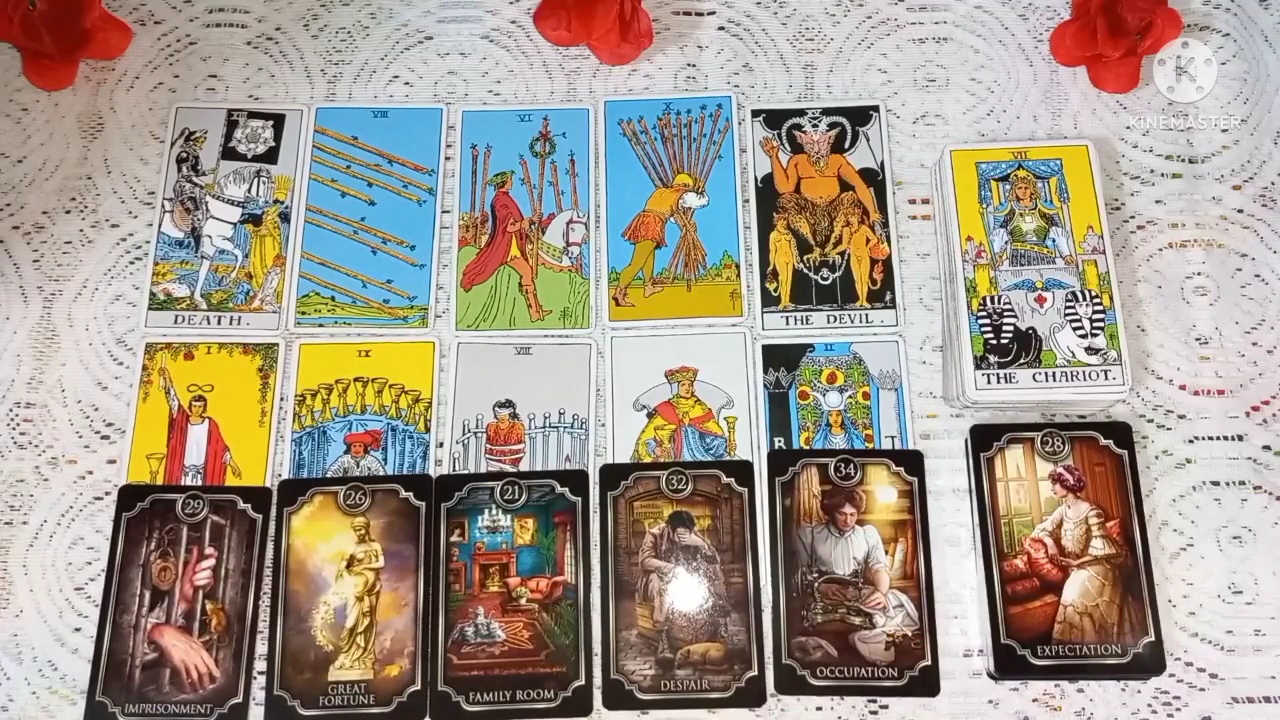 K
KINEMASTER
XIII
DEATH.
VIII
VI
X
XV
THE DEVIL.
VII
THE CHARIOT.
I
IX
VIII
II
B
29
IMPRISONMENT
26
GREAT
FORTUNE
21
FAMILY ROOM
32
DESPAIR
34
OCCUPATION
28
EXPECTATION